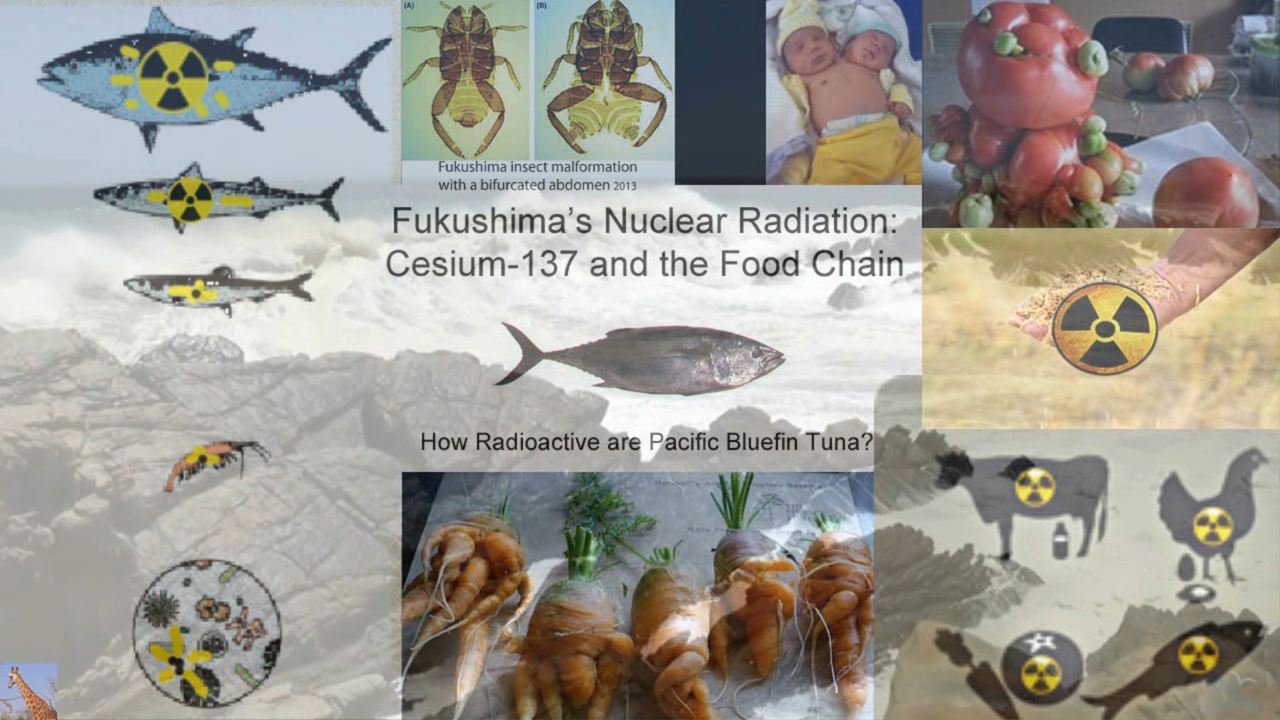 (A)
(B)
Fukushima insect malformation
with a bifurcated abdomen 2013
Fukushima's Nuclear Radiation:
Cesium-137 and the Food Chain
How Radioactive are Pacific Bluefin Tuna?